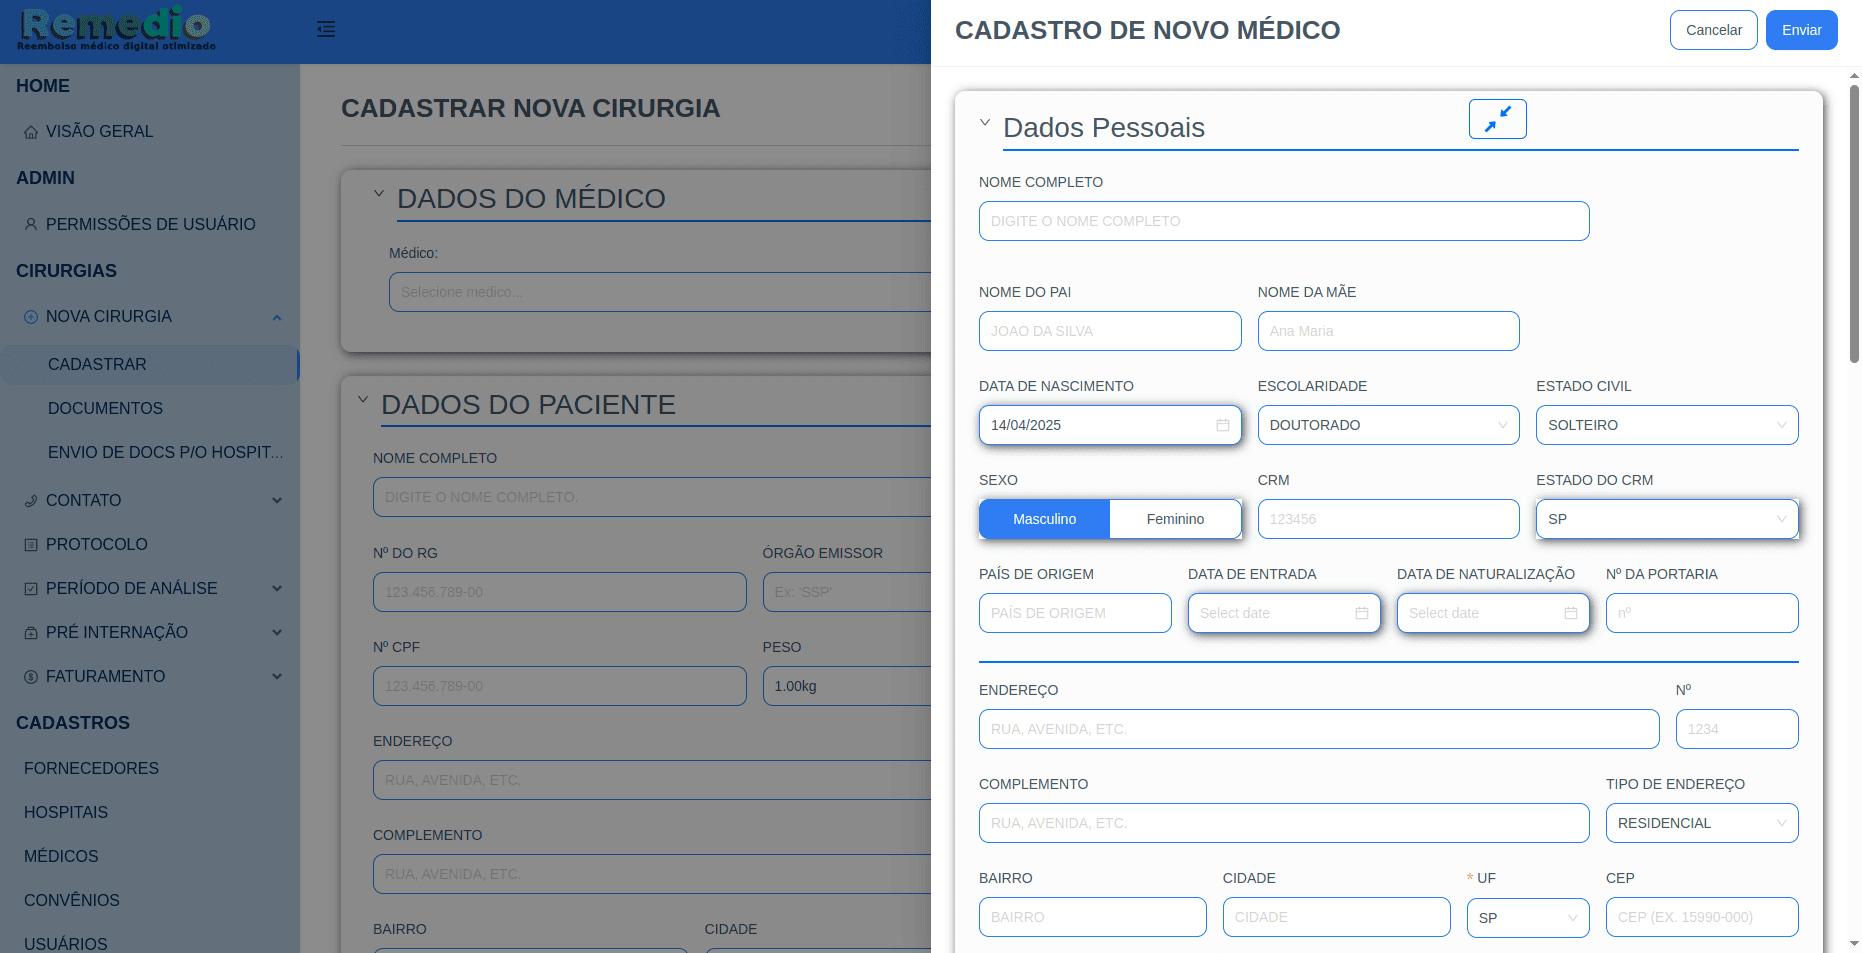 Remedio
Reembolso médico digital otimizado
HOME
VISÃO GERAL
ADMIN
PERMISSÕES DE USUÁRIO
CIRURGIAS
NOVA CIRURGIA
CADASTRAR
DOCUMENTOS
ENVIO DE DOCS P/O HOSPIT...
CONTATO
PROTOCOLO
PERÍODO DE ANÁLISE
PRÉ INTERNAÇÃO
FATURAMENTO
CADASTROS
FORNECEDORES
HOSPITAIS
MÉDICOS
CONVÊNIOS
USUÁRIOS
CADASTRAR NOVA CIRURGIA
DADOS DO MÉDICO
Médico:
Selecione medico...
DADOS DO PACIENTE
NOME COMPLETO
DIGITE O NOME COMPLETO.
Nº DO RG ÓRGÃO EMISSOR
123.456.789-00 Ex: 'SSP'
Nº CPF PESO
123.456.789-00 1.00kg
ENDEREÇO
RUA, AVENIDA, ETC.
COMPLEMENTO
RUA, AVENIDA, ETC.
BAIRRO CIDADE
CADASTRO DE NOVO MÉDICO Cancelar Enviar
Dados Pessoais
NOME COMPLETO
DIGITE O NOME COMPLETO
NOME DO PAI NOME DA MÃE
JOAO DA SILVA Ana Maria
DATA DE NASCIMENTO ESCOLARIDADE ESTADO CIVIL
14/04/2025 DOUTORADO SOLTEIRO
SEXO CRM ESTADO DO CRM
Masculino Feminino 123456 SP
PAÍS DE ORIGEM DATA DE ENTRADA DATA DE NATURALIZAÇÃO Nº DA PORTARIA
PAÍS DE ORIGEM Select date Select date nº
ENDEREÇO Nº
RUA, AVENIDA, ETC. 1234
COMPLEMENTO TIPO DE ENDEREÇO
RUA, AVENIDA, ETC. RESIDENCIAL
BAIRRO CIDADE * UF CEP
BAIRRO CIDADE SP CEP (EX. 15990-000)